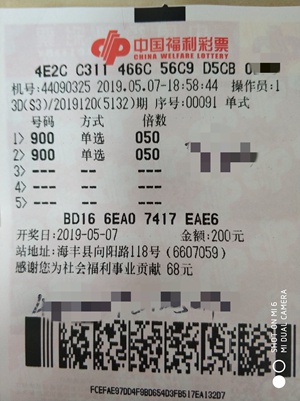 中国福利彩票
CHINA WELFARE LOTTERY
4E2C C311 466C 56C9 D5CB
机号:44090325 2019.05.07-18:58:44 操作员:1
3D(S3)/2019120(5132)期 序号:00091 单式
号码 方式 倍数
1> 900 单选 050
2> 900 单选 050
3> --- -- ---
4> --- -- ---
5> --- -- ---
BD16 6EA0 7417 EAE6
开奖日:2019-05-07 金额:200元
站址:海丰县向阳路118号(6607059)
感谢您为社会福利事业贡献 68元
FCEFAE97DD4F9BD654D3FB517EA132D7
SHOT ON MI 6
MI DUAL CAMERA